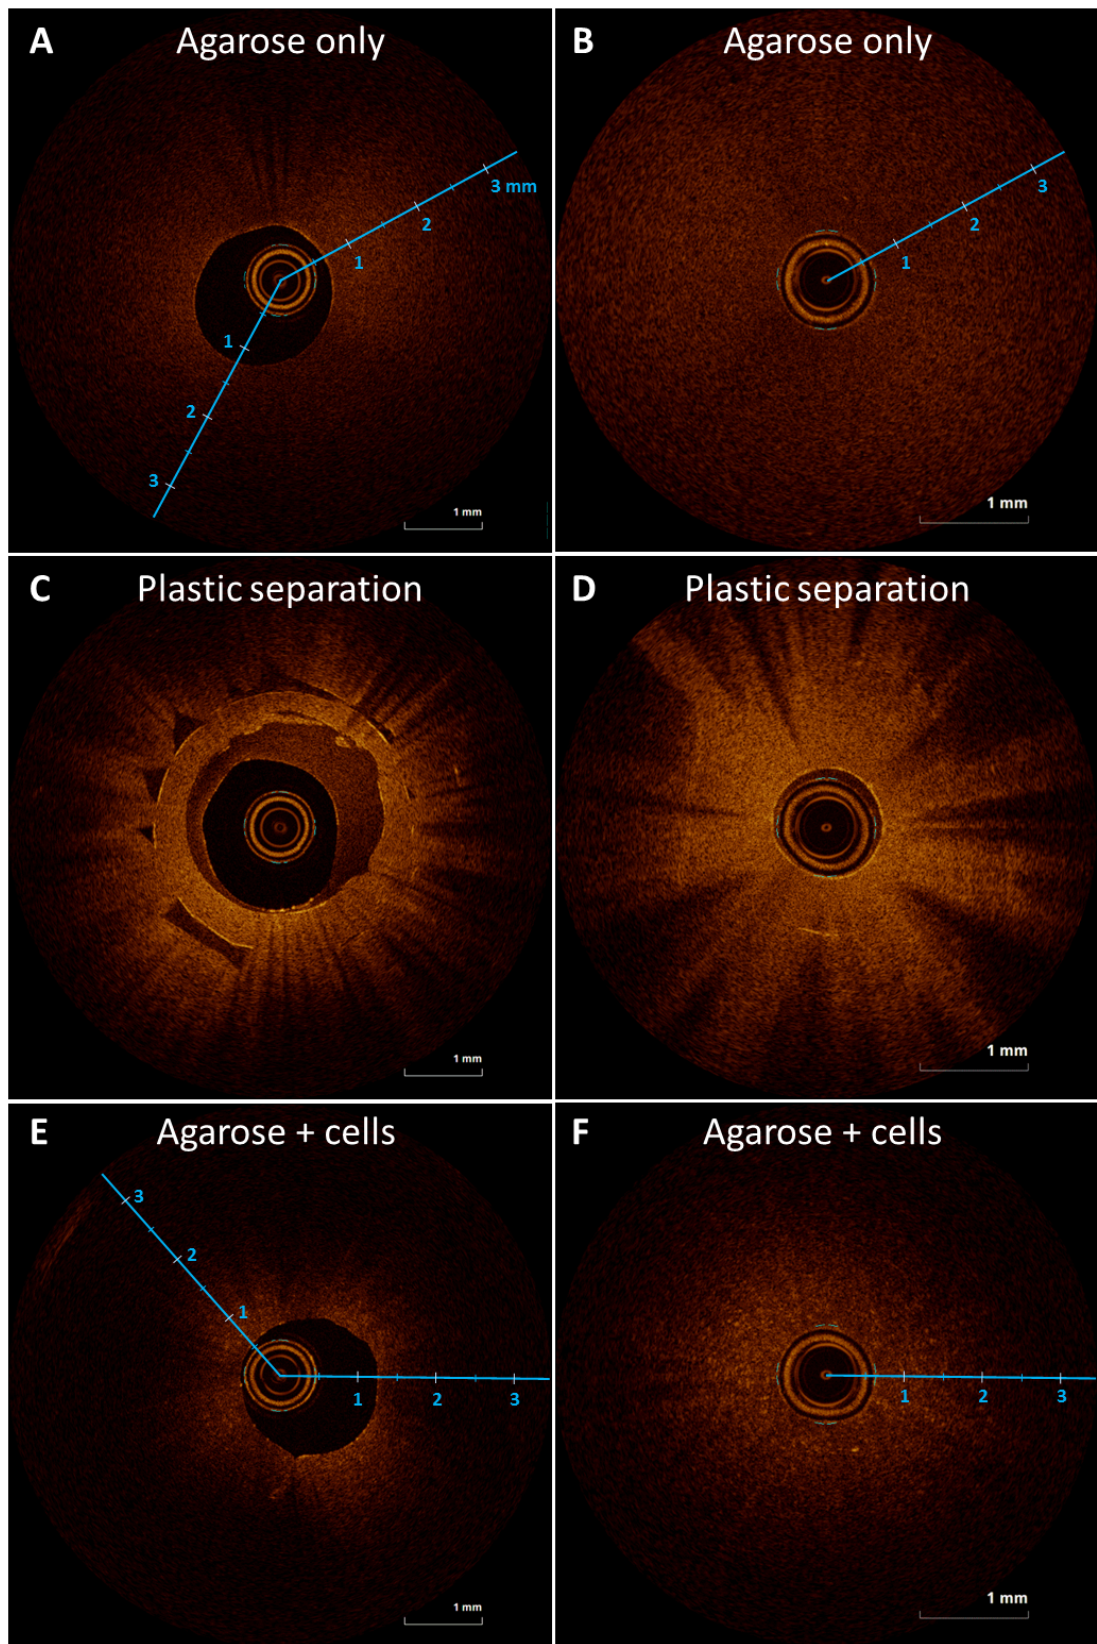 A Agarose only
3 mm
2
1
1
2
3
1 mm
B Agarose only
3
2
1
1 mm
C Plastic separation
1 mm
D Plastic separation
1 mm
E Agarose + cells
3
2
1
1 2 3
1 mm
F Agarose + cells
1 2 3
1 mm